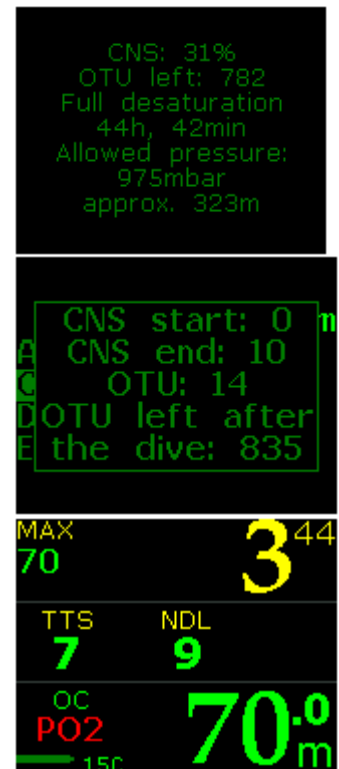 CNS: 31%
OTU left: 782
Full desaturation
44h, 42min
Allowed pressure:
975mbar
approx. 323m
m
CNS start: 0
A CNS end: 10
C OTU: 14
D OTU left after
E the dive: 835
MAX
70
3 44
TTS NDL
7 9
OC
PO2
15C
70.0
m